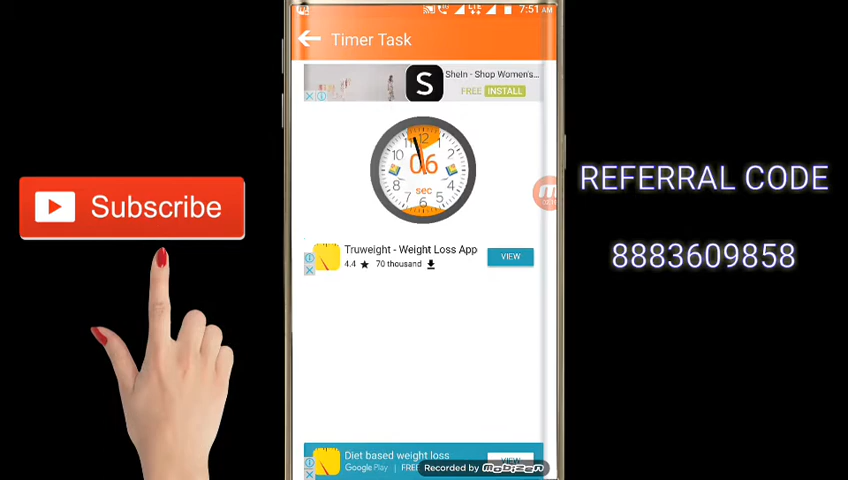 7:51 AM
Timer Task
SheIn - Shop Women's...
FREE INSTALL
S
06
sec
Truweight - Weight Loss App
4.4 ★ 70 thousand
VIEW
Diet based weight loss
Google Play | FREE
Recorded by mobizen
Subscribe
REFERRAL CODE
8883609858